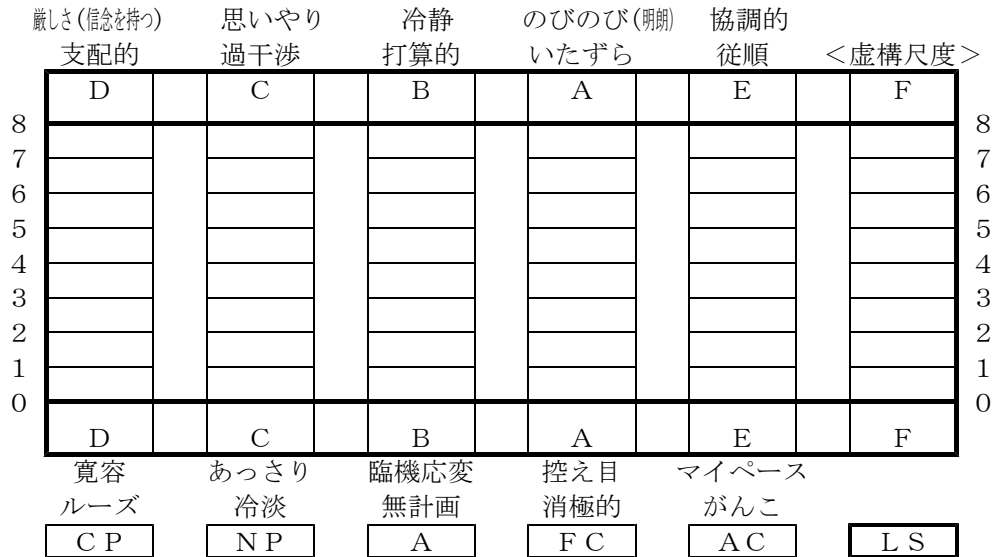 厳しさ(信念を持つ) 思いやり 冷静 のびのび(明朗) 協調的
支配的 過干渉 打算的 いたずら 従順 <虚構尺度>
D C B A E F
8 8
7 7
6 6
5 5
4 4
3 3
2 2
1 1
0 0
D C B A E F
寛容 あっさり 臨機応変 控え目 マイペース
ルーズ 冷淡 無計画 消極的 がんこ
CP NP A FC AC LS